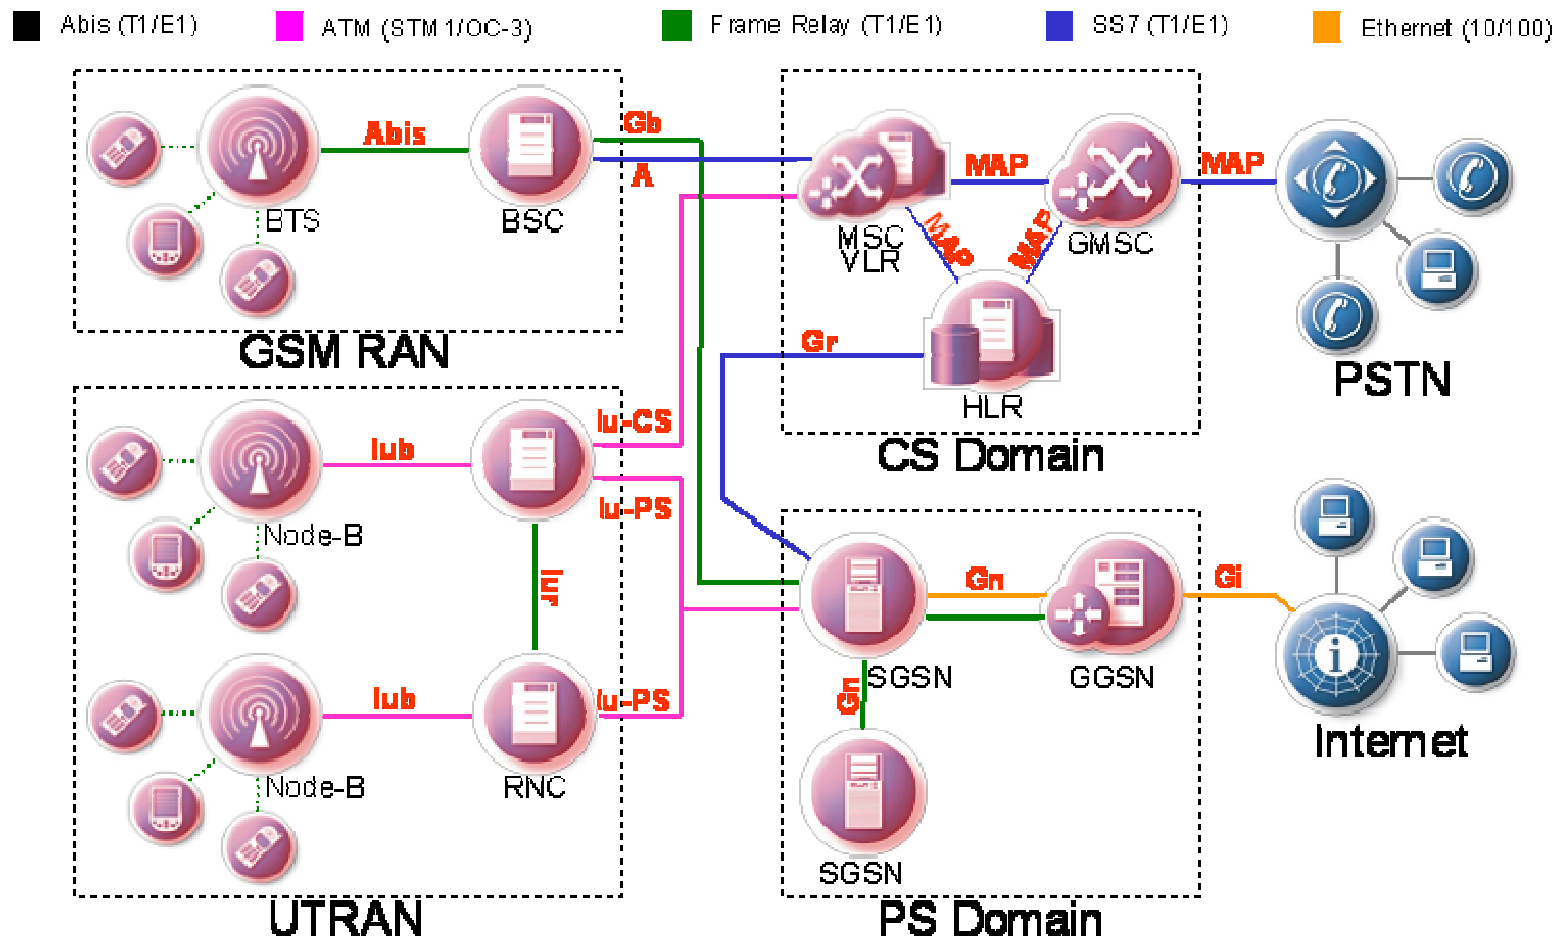 Abis (T1/E1)
ATM (STM1/OC-3)
Frame Relay (T1/E1)
SS7 (T1/E1)
Ethernet (10/100)
Abis
Gb
A
MAP
MAP
BTS
BSC
MSC
VLR
GMSC
MAP
MAP
GSM RAN
Gr
HLR
PSTN
CS Domain
Iub
Iu-CS
Iu-PS
Node-B
Iur
Gn
Gi
SGSN
GGSN
Gn
Iub
Iu-PS
Node-B
RNC
Internet
SGSN
UTRAN
PS Domain